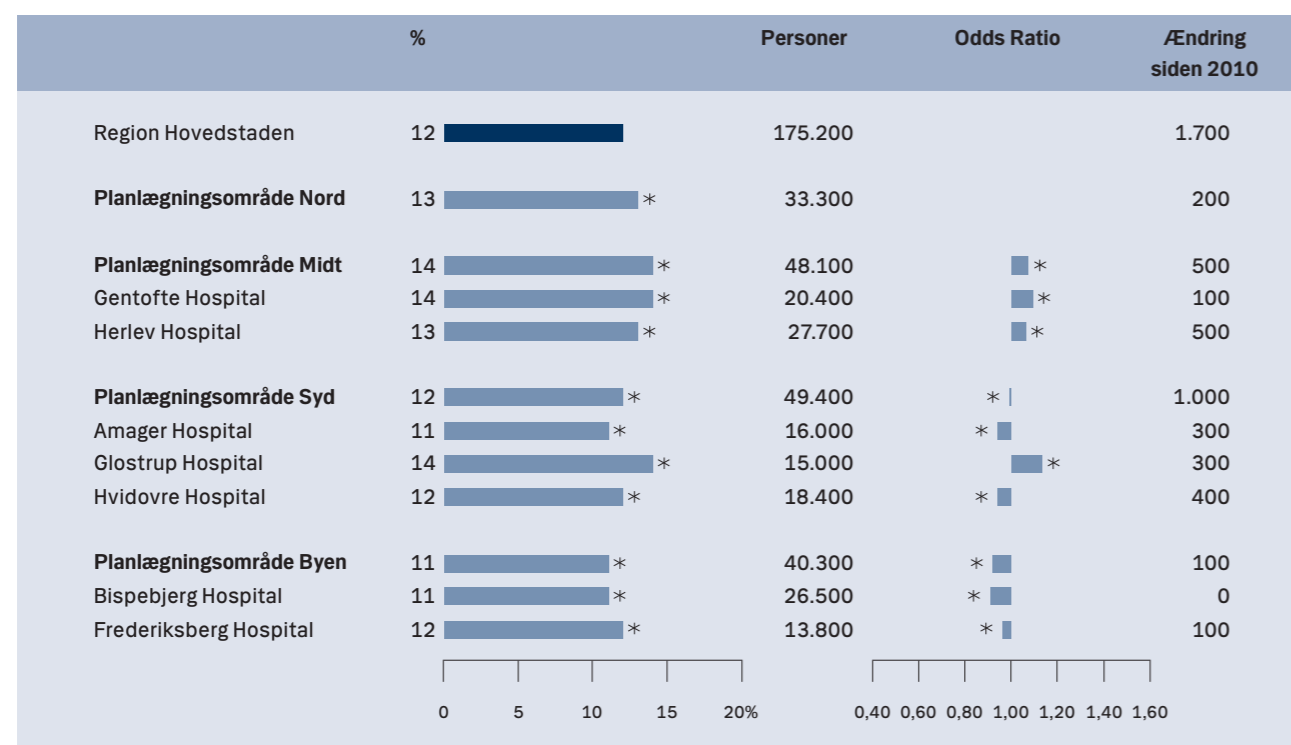 % Personer Odds Ratio Ændring
siden 2010
Region Hovedstaden 12 175.200 1.700
Planlægningsområde Nord 13 * 33.300 200
Planlægningsområde Midt 14 * 48.100 * 500
Gentofte Hospital 14 * 20.400 * 100
Herlev Hospital 13 * 27.700 * 500
Planlægningsområde Syd 12 * 49.400 * 1.000
Amager Hospital 11 * 16.000 * 300
Glostrup Hospital 14 * 15.000 * 300
Hvidovre Hospital 12 * 18.400 * 400
Planlægningsområde Byen 11 * 40.300 * 100
Bispebjerg Hospital 11 * 26.500 * 0
Frederiksberg Hospital 12 * 13.800 * 100
0 5 10 15 20% 0,40 0,60 0,80 1,00 1,20 1,40 1,60